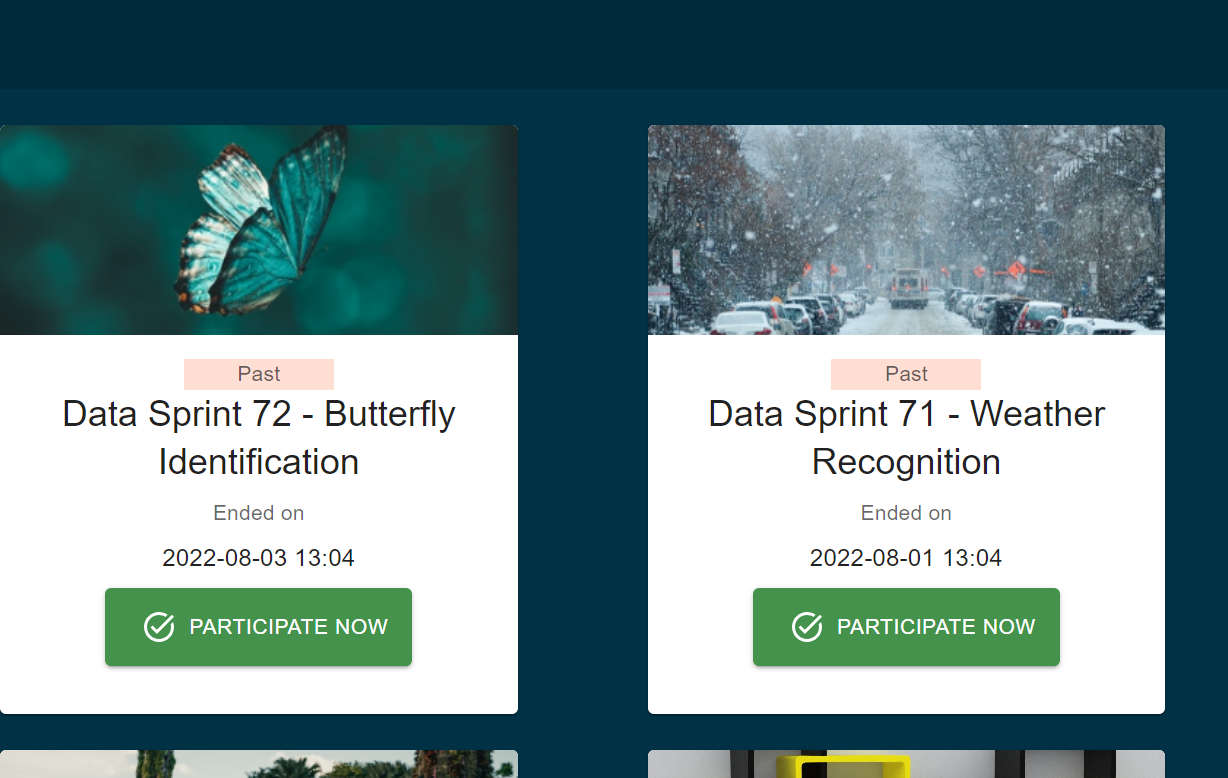 Past
Data Sprint 72 - Butterfly
Identification
Ended on
2022-08-03 13:04
PARTICIPATE NOW
Past
Data Sprint 71 - Weather
Recognition
Ended on
2022-08-01 13:04
PARTICIPATE NOW